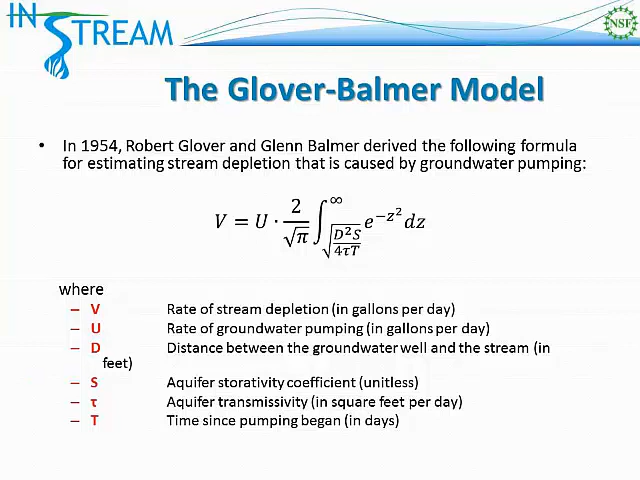 IN STREAM
NSF
The Glover-Balmer Model
• In 1954, Robert Glover and Glenn Balmer derived the following formula
for estimating stream depletion that is caused by groundwater pumping:
V = U · 2/√π ∫_{√(D²S/4τT)}^∞ e^{−z²} dz
where
– V Rate of stream depletion (in gallons per day)
– U Rate of groundwater pumping (in gallons per day)
– D Distance between the groundwater well and the stream (in
feet)
– S Aquifer storativity coefficient (unitless)
– τ Aquifer transmissivity (in square feet per day)
– T Time since pumping began (in days)